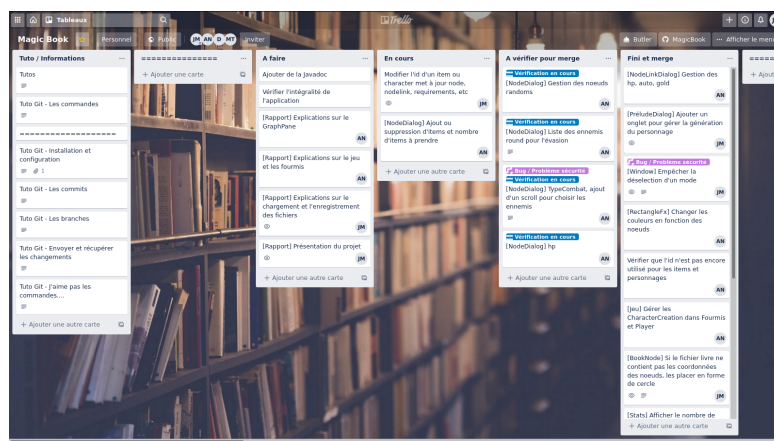 Tableaux
Trello
Magic Book
Personnel
Public
JM AN D MT
Inviter
Butler
MagicBook
Afficher le menu
Tuto / Informations
Tutos
Tuto Git - Les commandes
===================
Tuto Git - Installation et
configuration
1
Tuto Git - Les commits
Tuto Git - Les branches
Tuto Git - Envoyer et récupérer
les changements
Tuto Git - J'aime pas les
commandes....
+ Ajouter une autre carte
===============
+ Ajouter une carte
A faire
Ajouter de la Javadoc
Vérifier l'intégralité de
l'application
[Rapport] Explications sur le
GraphPane
AN
[Rapport] Explications sur le jeu
et les fourmis
AN
[Rapport] Explications sur le
chargement et l'enregistrement
des fichiers
JM
[Rapport] Présentation du projet
JM
+ Ajouter une autre carte
En cours
Modifier l'id d'un item ou
character met à jour node,
nodelink, requirements, etc
JM
[NodeDialog] Ajout ou
suppression d'items et nombre
d'items à prendre
AN
+ Ajouter une autre carte
A vérifier pour merge
Vérification en cours
[NodeDialog] Gestion des noeuds
randoms
AN
Vérification en cours
[NodeDialog] Liste des ennemis
round pour l'évasion
AN
Bug / Problème sécurité
Vérification en cours
[NodeDialog] TypeCombat, ajout
d'un scroll pour choisir les
ennemis
AN
Vérification en cours
[NodeDialog] hp
AN
+ Ajouter une autre carte
Fini et merge
[NodeLinkDialog] Gestion des
hp, auto, gold
AN
[PréludeDialog] Ajouter un
onglet pour gérer la génération
du personnage
JM
Bug / Problème sécurité
[Window] Empêcher la
déselection d'un mode
JM
[RectangleFx] Changer les
couleurs en fonction des
noeuds
AN
Vérifier que l'id n'est pas encore
utilisé pour les items et
personnages
AN
[Jeu] Gérer les
CharacterCreation dans Fourmis
et Player
AN
[BookNode] Si le fichier livre ne
contient pas les coordonnées
des noeuds, les placer en forme
de cercle
JM
[Stats] Afficher le nombre de
+ Ajouter une autre carte
====
+ Ajout